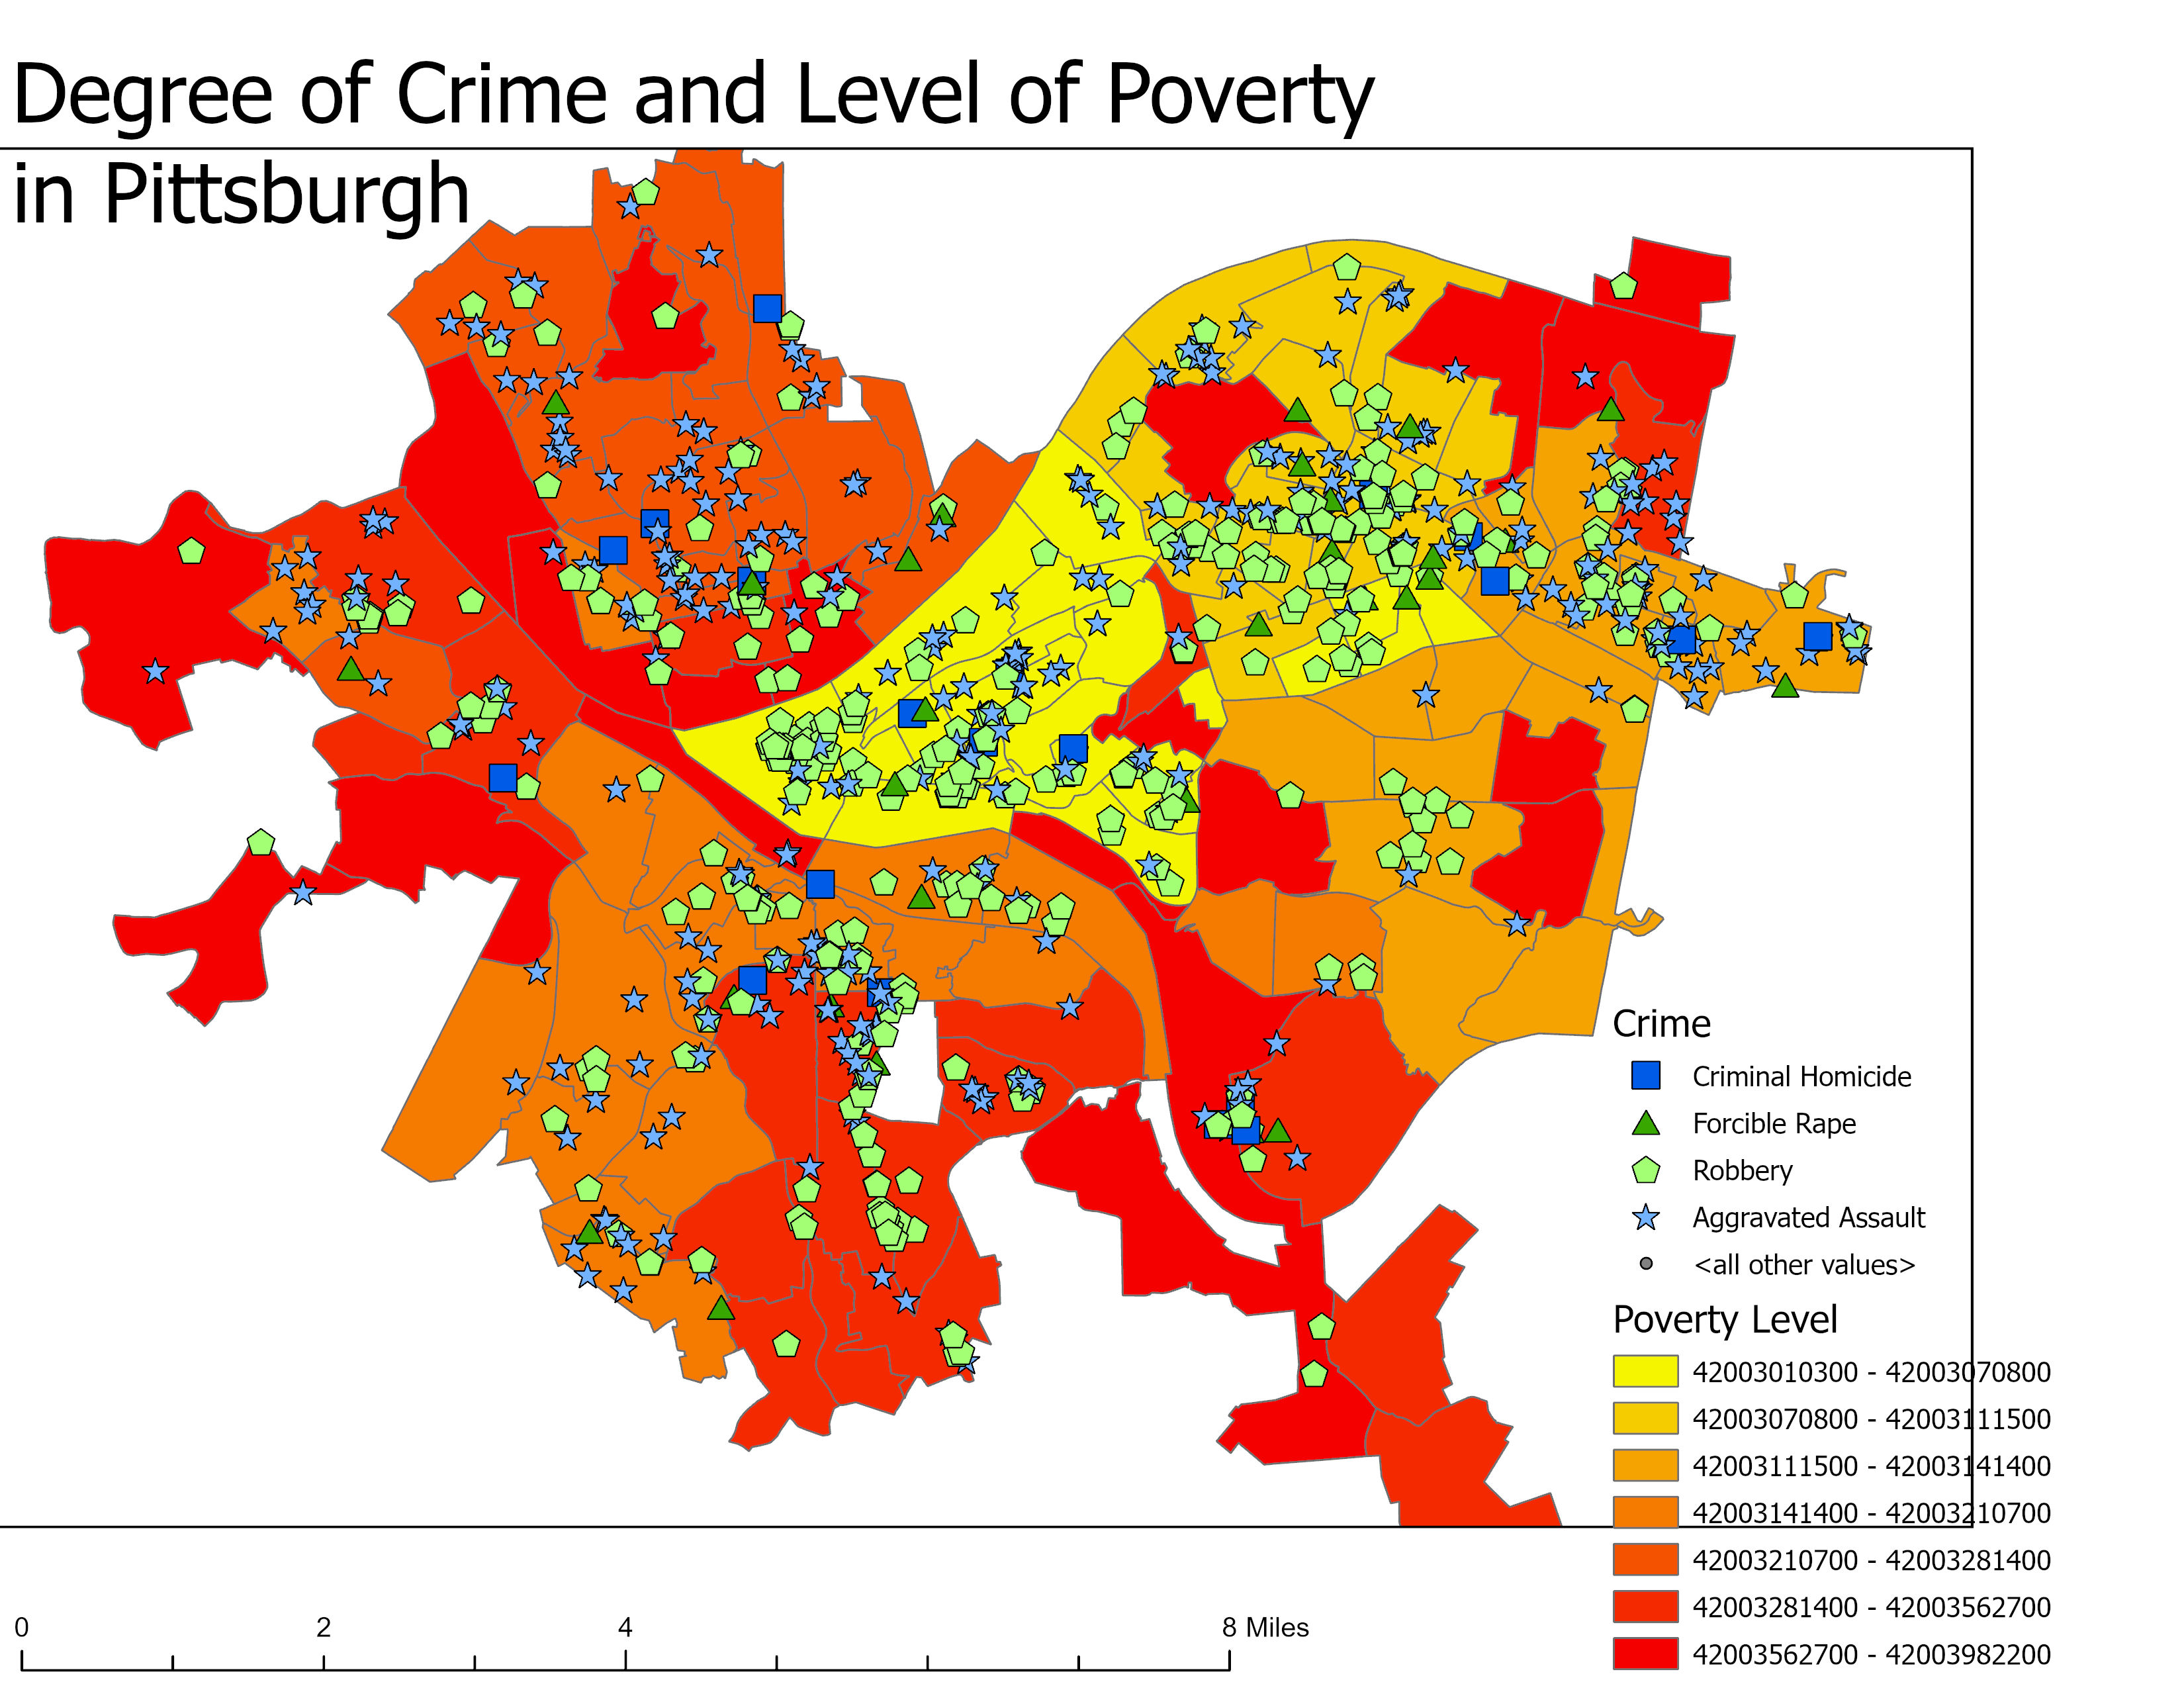 Degree of Crime and Level of Poverty
in Pittsburgh
Crime
Criminal Homicide
Forcible Rape
Robbery
Aggravated Assault
<all other values>
Poverty Level
42003010300 - 42003070800
42003070800 - 42003111500
42003111500 - 42003141400
42003141400 - 42003210700
42003210700 - 42003281400
42003281400 - 42003562700
42003562700 - 42003982200
0 2 4 8 Miles